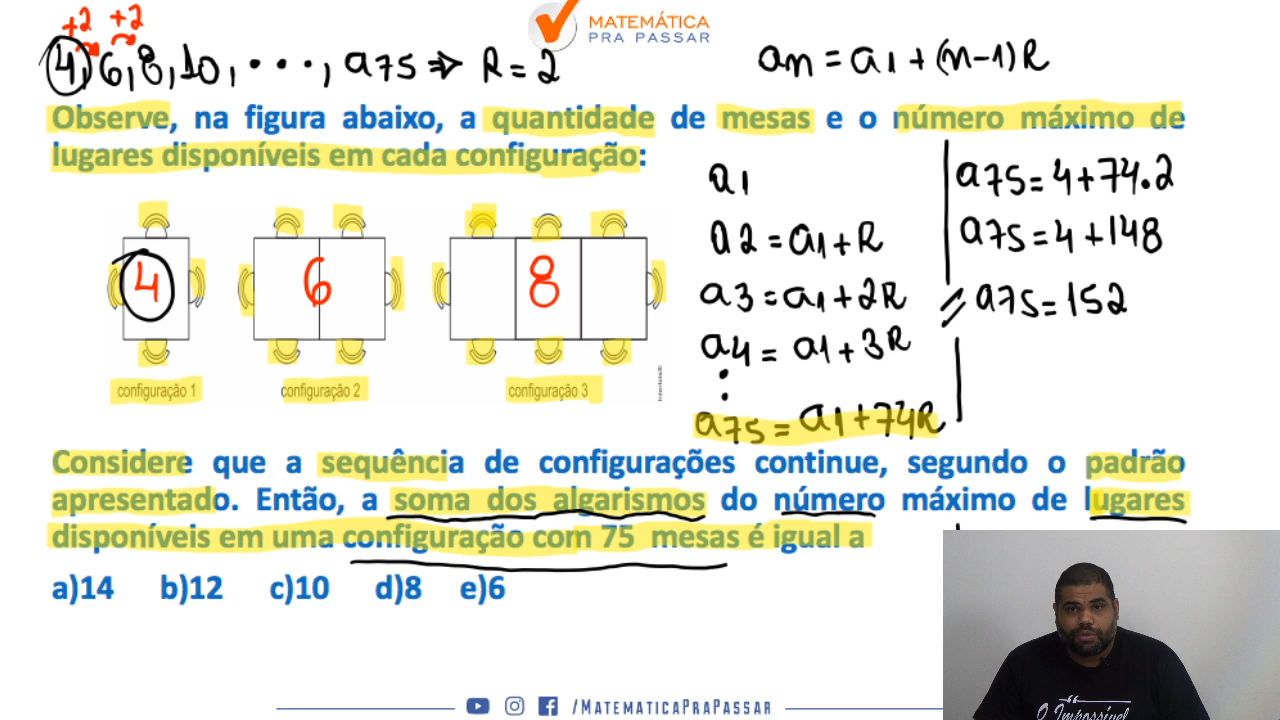 +2 +2
4, 6, 8, 10, ..., a75 ⇒ R = 2
MATEMÁTICA
PRA PASSAR
an = a1 + (n-1)R
Observe, na figura abaixo, a quantidade de mesas e o número máximo de
lugares disponíveis em cada configuração:
4
6
8
configuração 1
configuração 2
configuração 3
a1
a2 = a1 + R
a3 = a1 + 2R
a4 = a1 + 3R
a75 = a1 + 74R
a75 = 4 + 74.2
a75 = 4 + 148
a75 = 152
Considere que a sequência de configurações continue, segundo o padrão
apresentado. Então, a soma dos algarismos do número máximo de lugares
disponíveis em uma configuração com 75 mesas é igual a
a)14 b)12 c)10 d)8 e)6
O Impossível
/MATEMATICAPRAPASSAR